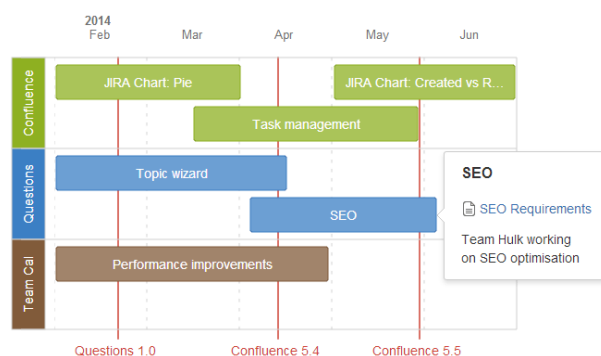 2014
Feb Mar Apr May Jun
Confluence
JIRA Chart: Pie
JIRA Chart: Created vs R...
Task management
Questions
Topic wizard
SEO
SEO
SEO Requirements
Team Hulk working
on SEO optimisation
Team Cal
Performance improvements
Questions 1.0 Confluence 5.4 Confluence 5.5